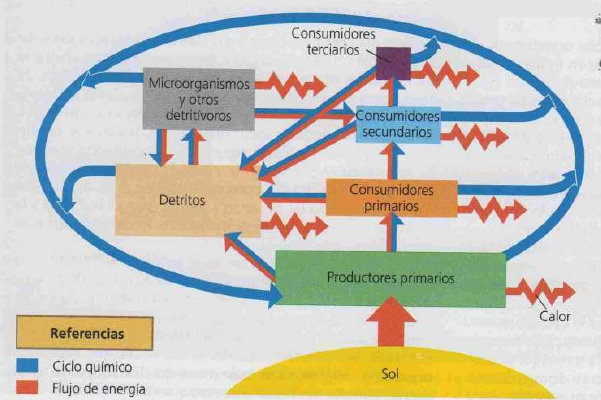 Consumidores
terciarios
Microorganismos
y otros
detritívoros
Consumidores
secundarios
Detritos
Consumidores
primarios
Productores primarios
Calor
Sol
Referencias
Ciclo químico
Flujo de energía